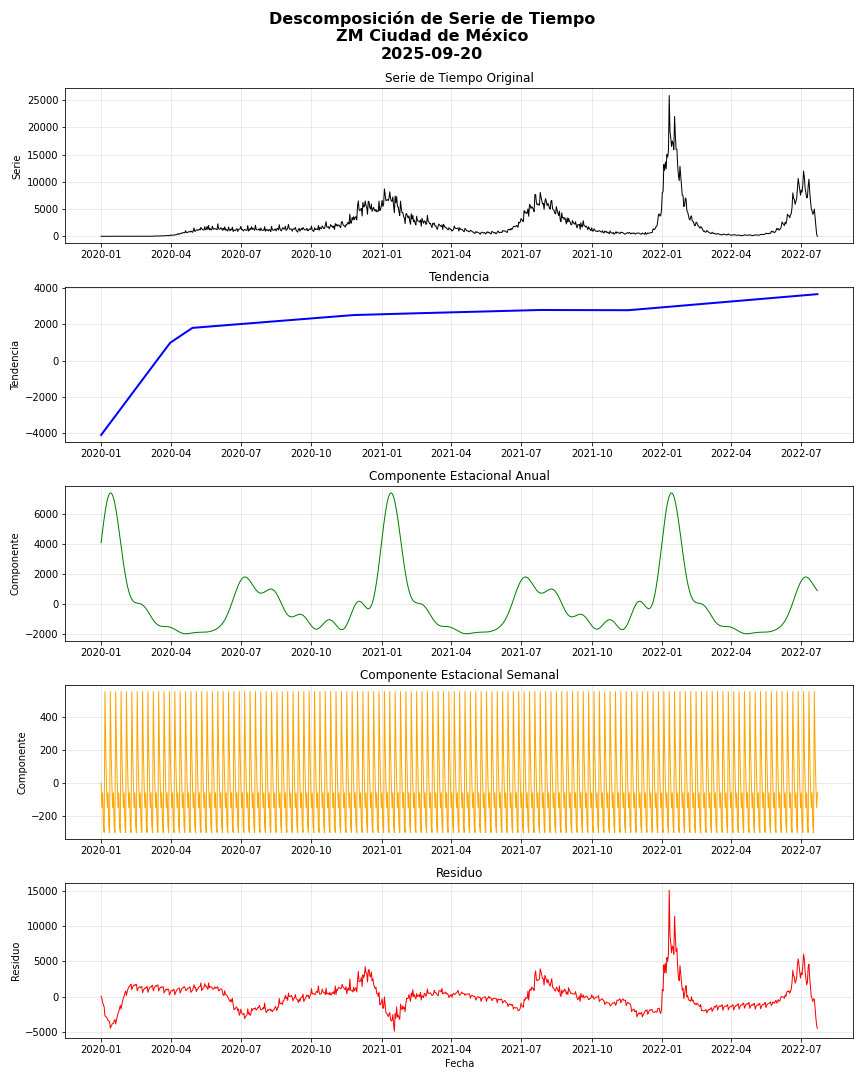 Descomposición de Serie de Tiempo
ZM Ciudad de México
2025-09-20
Serie de Tiempo Original
Serie
25000
20000
15000
10000
5000
0
2020-01 2020-04 2020-07 2020-10 2021-01 2021-04 2021-07 2021-10 2022-01 2022-04 2022-07
Tendencia
Tendencia
4000
2000
0
−2000
−4000
2020-01 2020-04 2020-07 2020-10 2021-01 2021-04 2021-07 2021-10 2022-01 2022-04 2022-07
Componente Estacional Anual
Componente
6000
4000
2000
0
−2000
2020-01 2020-04 2020-07 2020-10 2021-01 2021-04 2021-07 2021-10 2022-01 2022-04 2022-07
Componente Estacional Semanal
Componente
400
200
0
−200
2020-01 2020-04 2020-07 2020-10 2021-01 2021-04 2021-07 2021-10 2022-01 2022-04 2022-07
Residuo
Residuo
15000
10000
5000
0
−5000
2020-01 2020-04 2020-07 2020-10 2021-01 2021-04 2021-07 2021-10 2022-01 2022-04 2022-07
Fecha